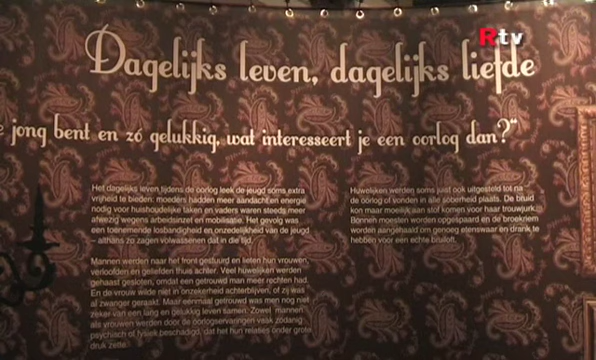 Rtv
Dagelijks leven, dagelijks liefde
e jong bent en zó gelukkig, wat interesseert je een oorlog dan?"
Het dagelijks leven tijdens de oorlog leek de jeugd soms extra
vrijheid te bieden: moeders hadden meer aandacht en energie
nodig voor huishoudelijke taken en vaders waren steeds meer
afwezig wegens arbeidsinzet en mobilisatie. Het gevolg was
een toenemende losbandigheid en onzedelijkheid van de jeugd
– althans zo zagen volwassenen dat in die tijd.
Mannen werden naar het front gestuurd en lieten hun vrouwen,
verloofden en geliefden thuis achter. Veel huwelijken werden
gehaast gesloten, omdat een getrouwd man meer rechten had.
En de vrouw wilde niet in onzekerheid achterblijven, of zij was
al zwanger geraakt. Maar eenmaal getrouwd was men nog niet
zeker van een lang en gelukkig leven samen. Zowel mannen
als vrouwen werden door de oorlogservaringen vaak zodanig
psychisch of fysiek beschadigd, dat het hun relaties onder grote
druk zette.
Huwelijken werden soms juist ook uitgesteld tot na
de oorlog of vonden in alle soberheid plaats. De bruid
kon maar moeilijk aan stof komen voor haar trouwjurk.
Bonnen moesten worden opgespaard en de broekriem
worden aangehaald om genoeg etenswaar en drank te
hebben voor een echte bruiloft.